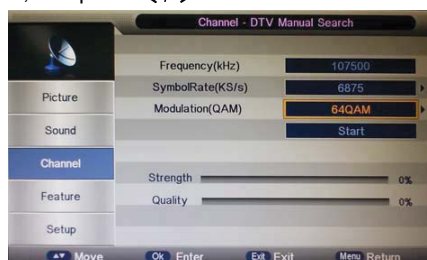 Channel - DTV Manual Search
Frequency(kHz) 107500
SymbolRate(KS/s) 6875
Modulation(QAM) 64QAM
Start
Picture
Sound
Channel
Feature
Setup
Strength 0%
Quality 0%
Move Ok Enter Exit Exit Menu Return